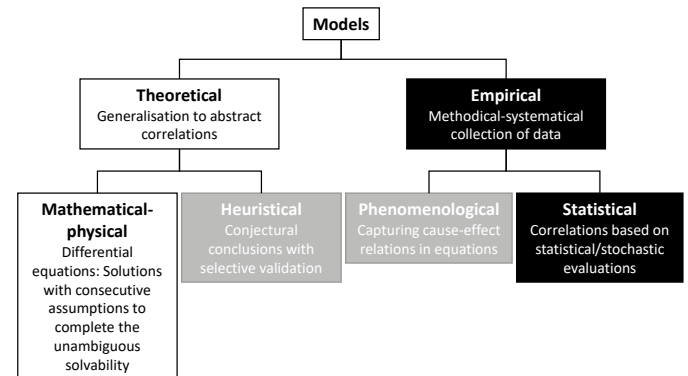 Models
Theoretical
Generalisation to abstract
correlations
Empirical
Methodical-systematical
collection of data
Mathematical-
physical
Differential
equations: Solutions
with consecutive
assumptions to
complete the
unambiguous
solvability
Heuristical
Conjectural
conclusions with
selective validation
Phenomenological
Capturing cause-effect
relations in equations
Statistical
Correlations based on
statistical/stochastic
evaluations